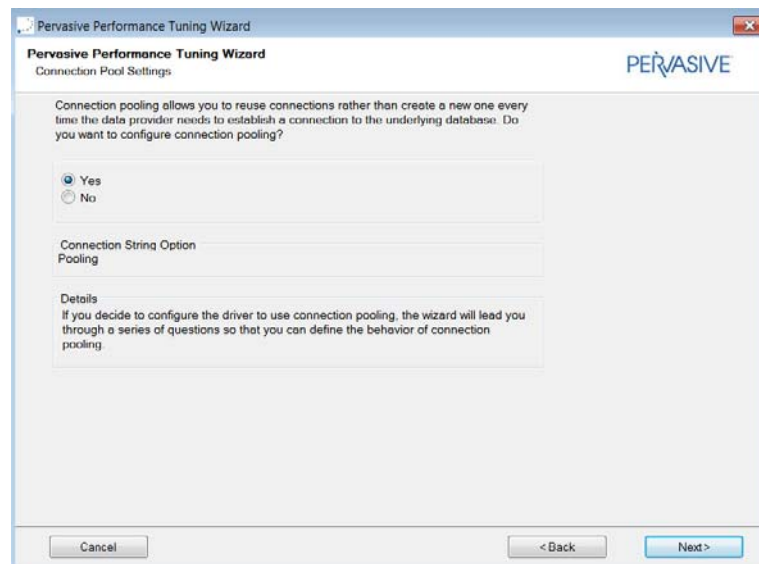 Pervasive Performance Tuning Wizard
Pervasive Performance Tuning Wizard
Connection Pool Settings
PERVASIVE
Connection pooling allows you to reuse connections rather than create a new one every
time the data provider needs to establish a connection to the underlying database. Do
you want to configure connection pooling?
Yes
No
Connection String Option
Pooling
Details
If you decide to configure the driver to use connection pooling, the wizard will lead you
through a series of questions so that you can define the behavior of connection
pooling.
Cancel
< Back
Next >